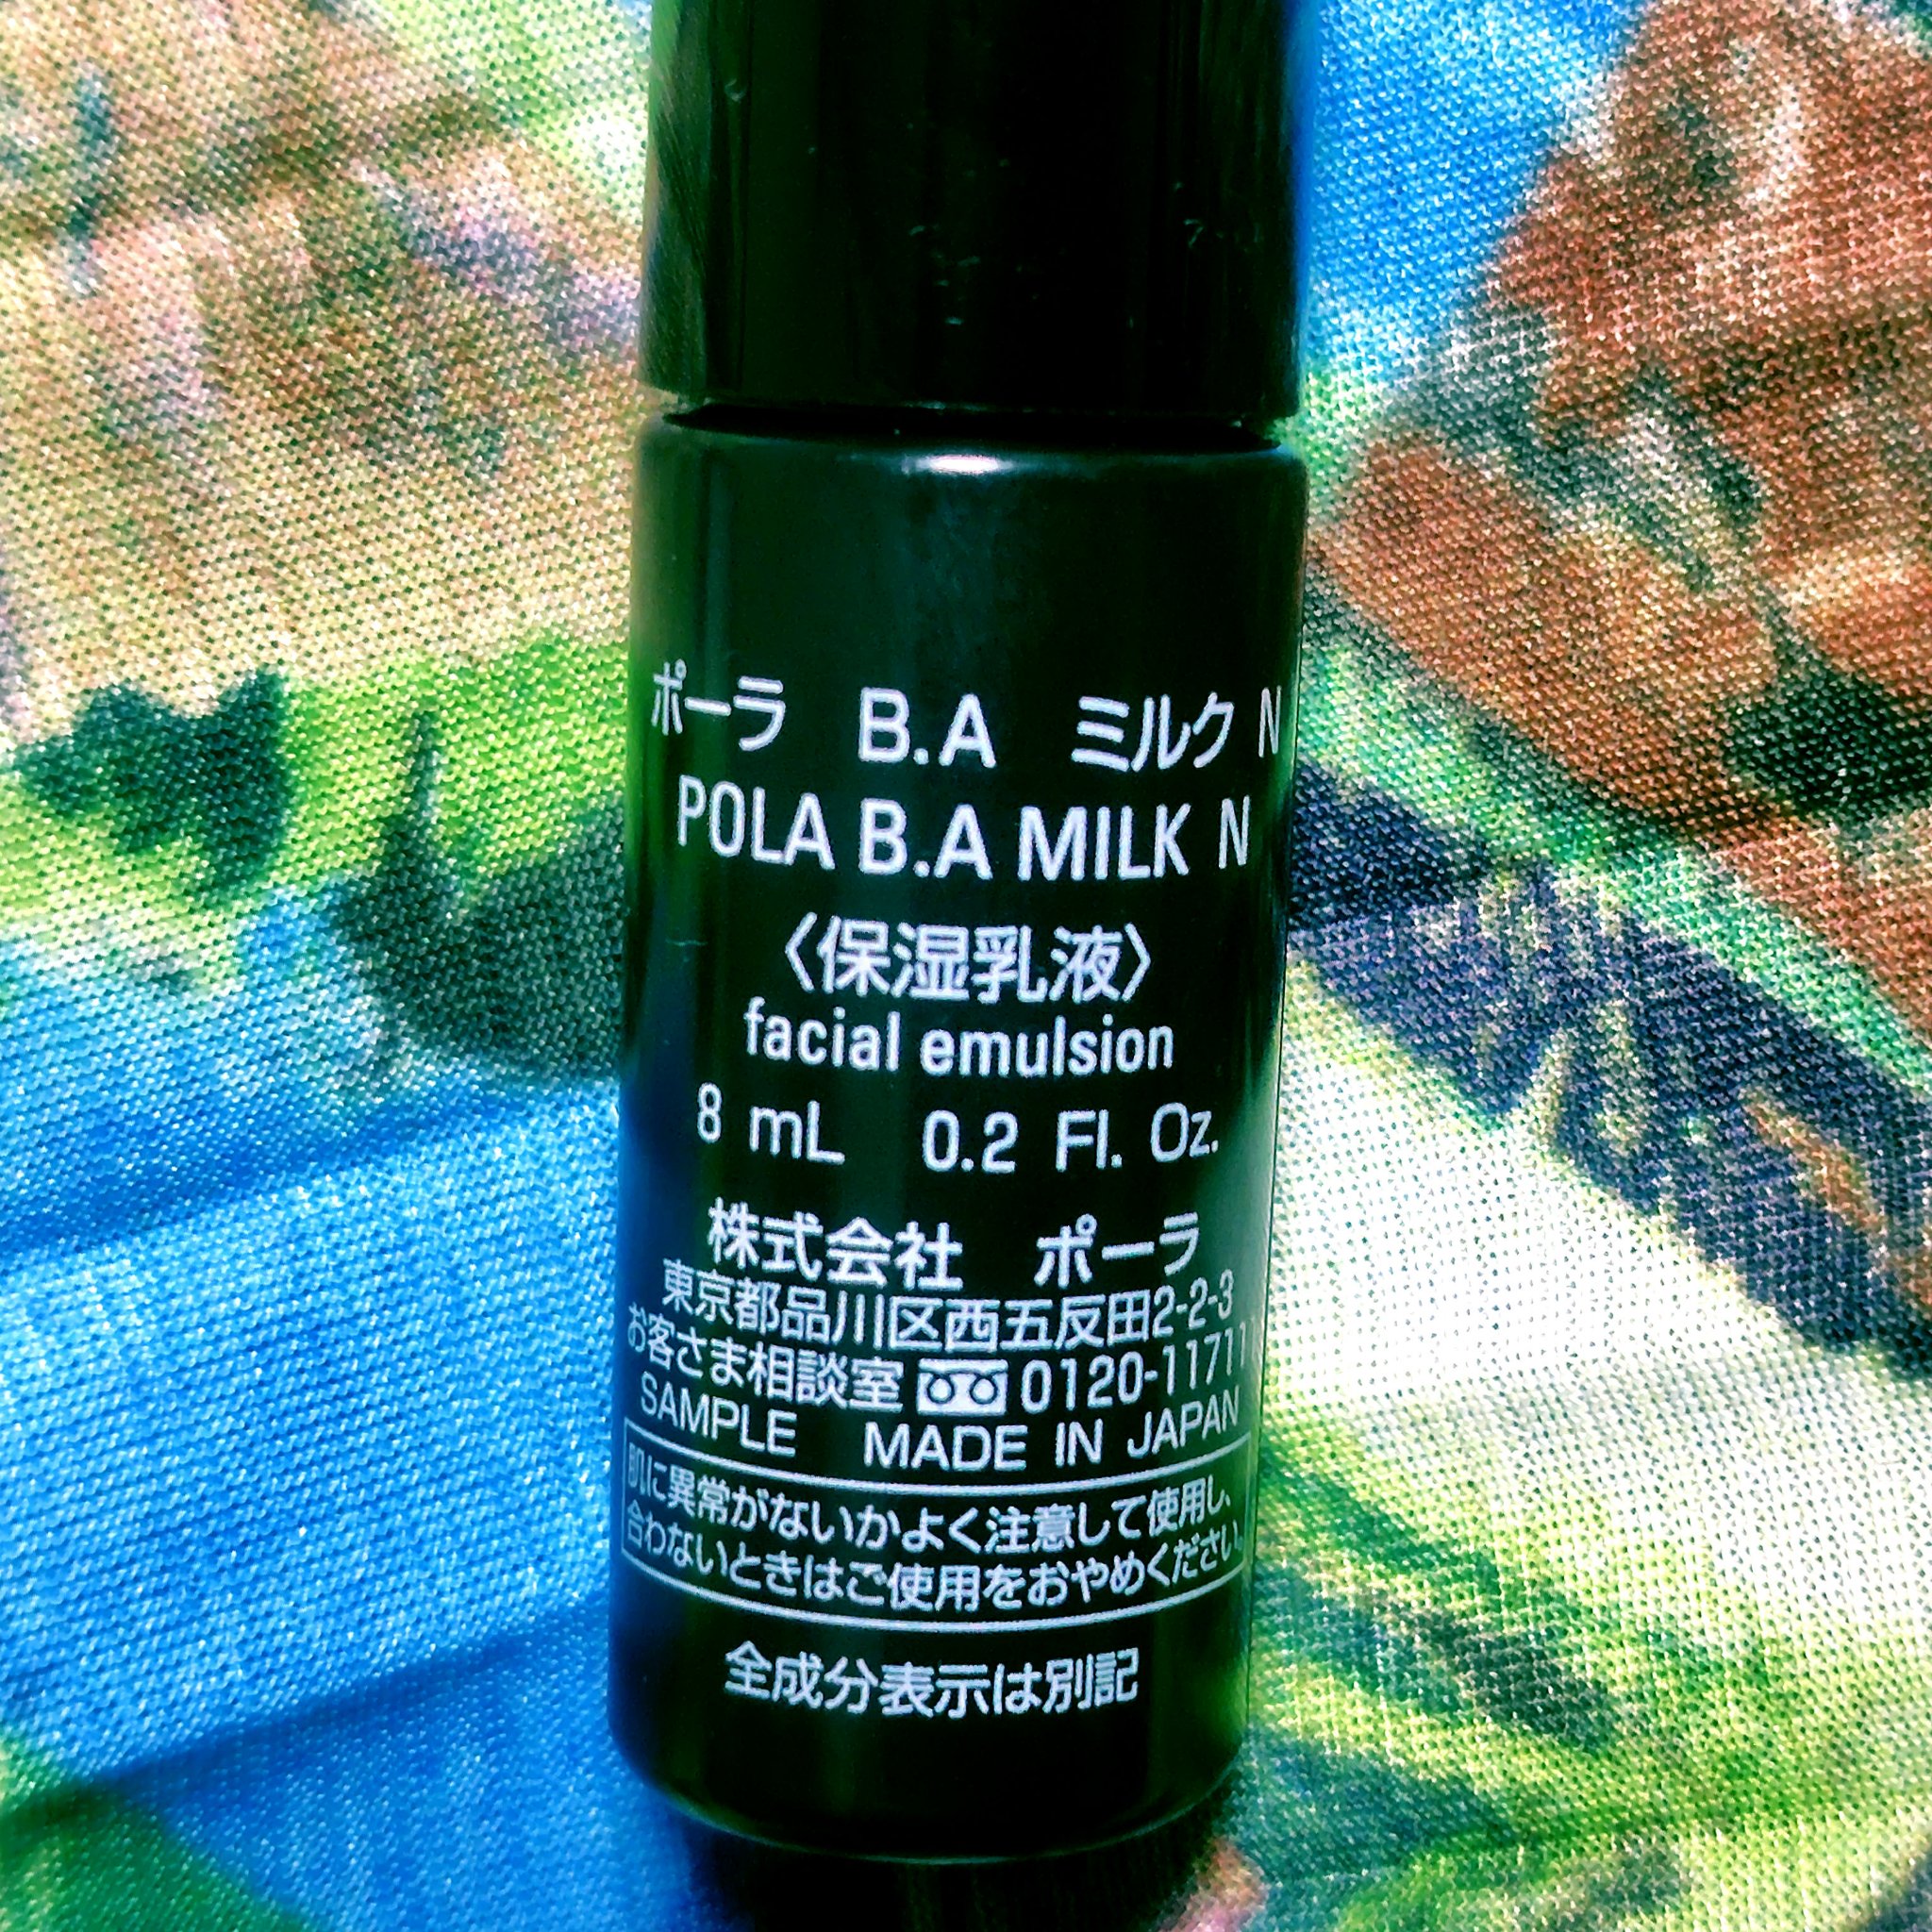 ポーラ B.A ミルク N
POLA B.A MILK N
〈保湿乳液〉
facial emulsion
8 mL 0.2 Fl. Oz.
株式会社 ポーラ
東京都品川区西五反田2-2-3
お客さま相談室 0120-11711
SAMPLE MADE IN JAPAN
肌に異常がないかよく注意して使用し、
合わないときはご使用をおやめください。
全成分表示は別記